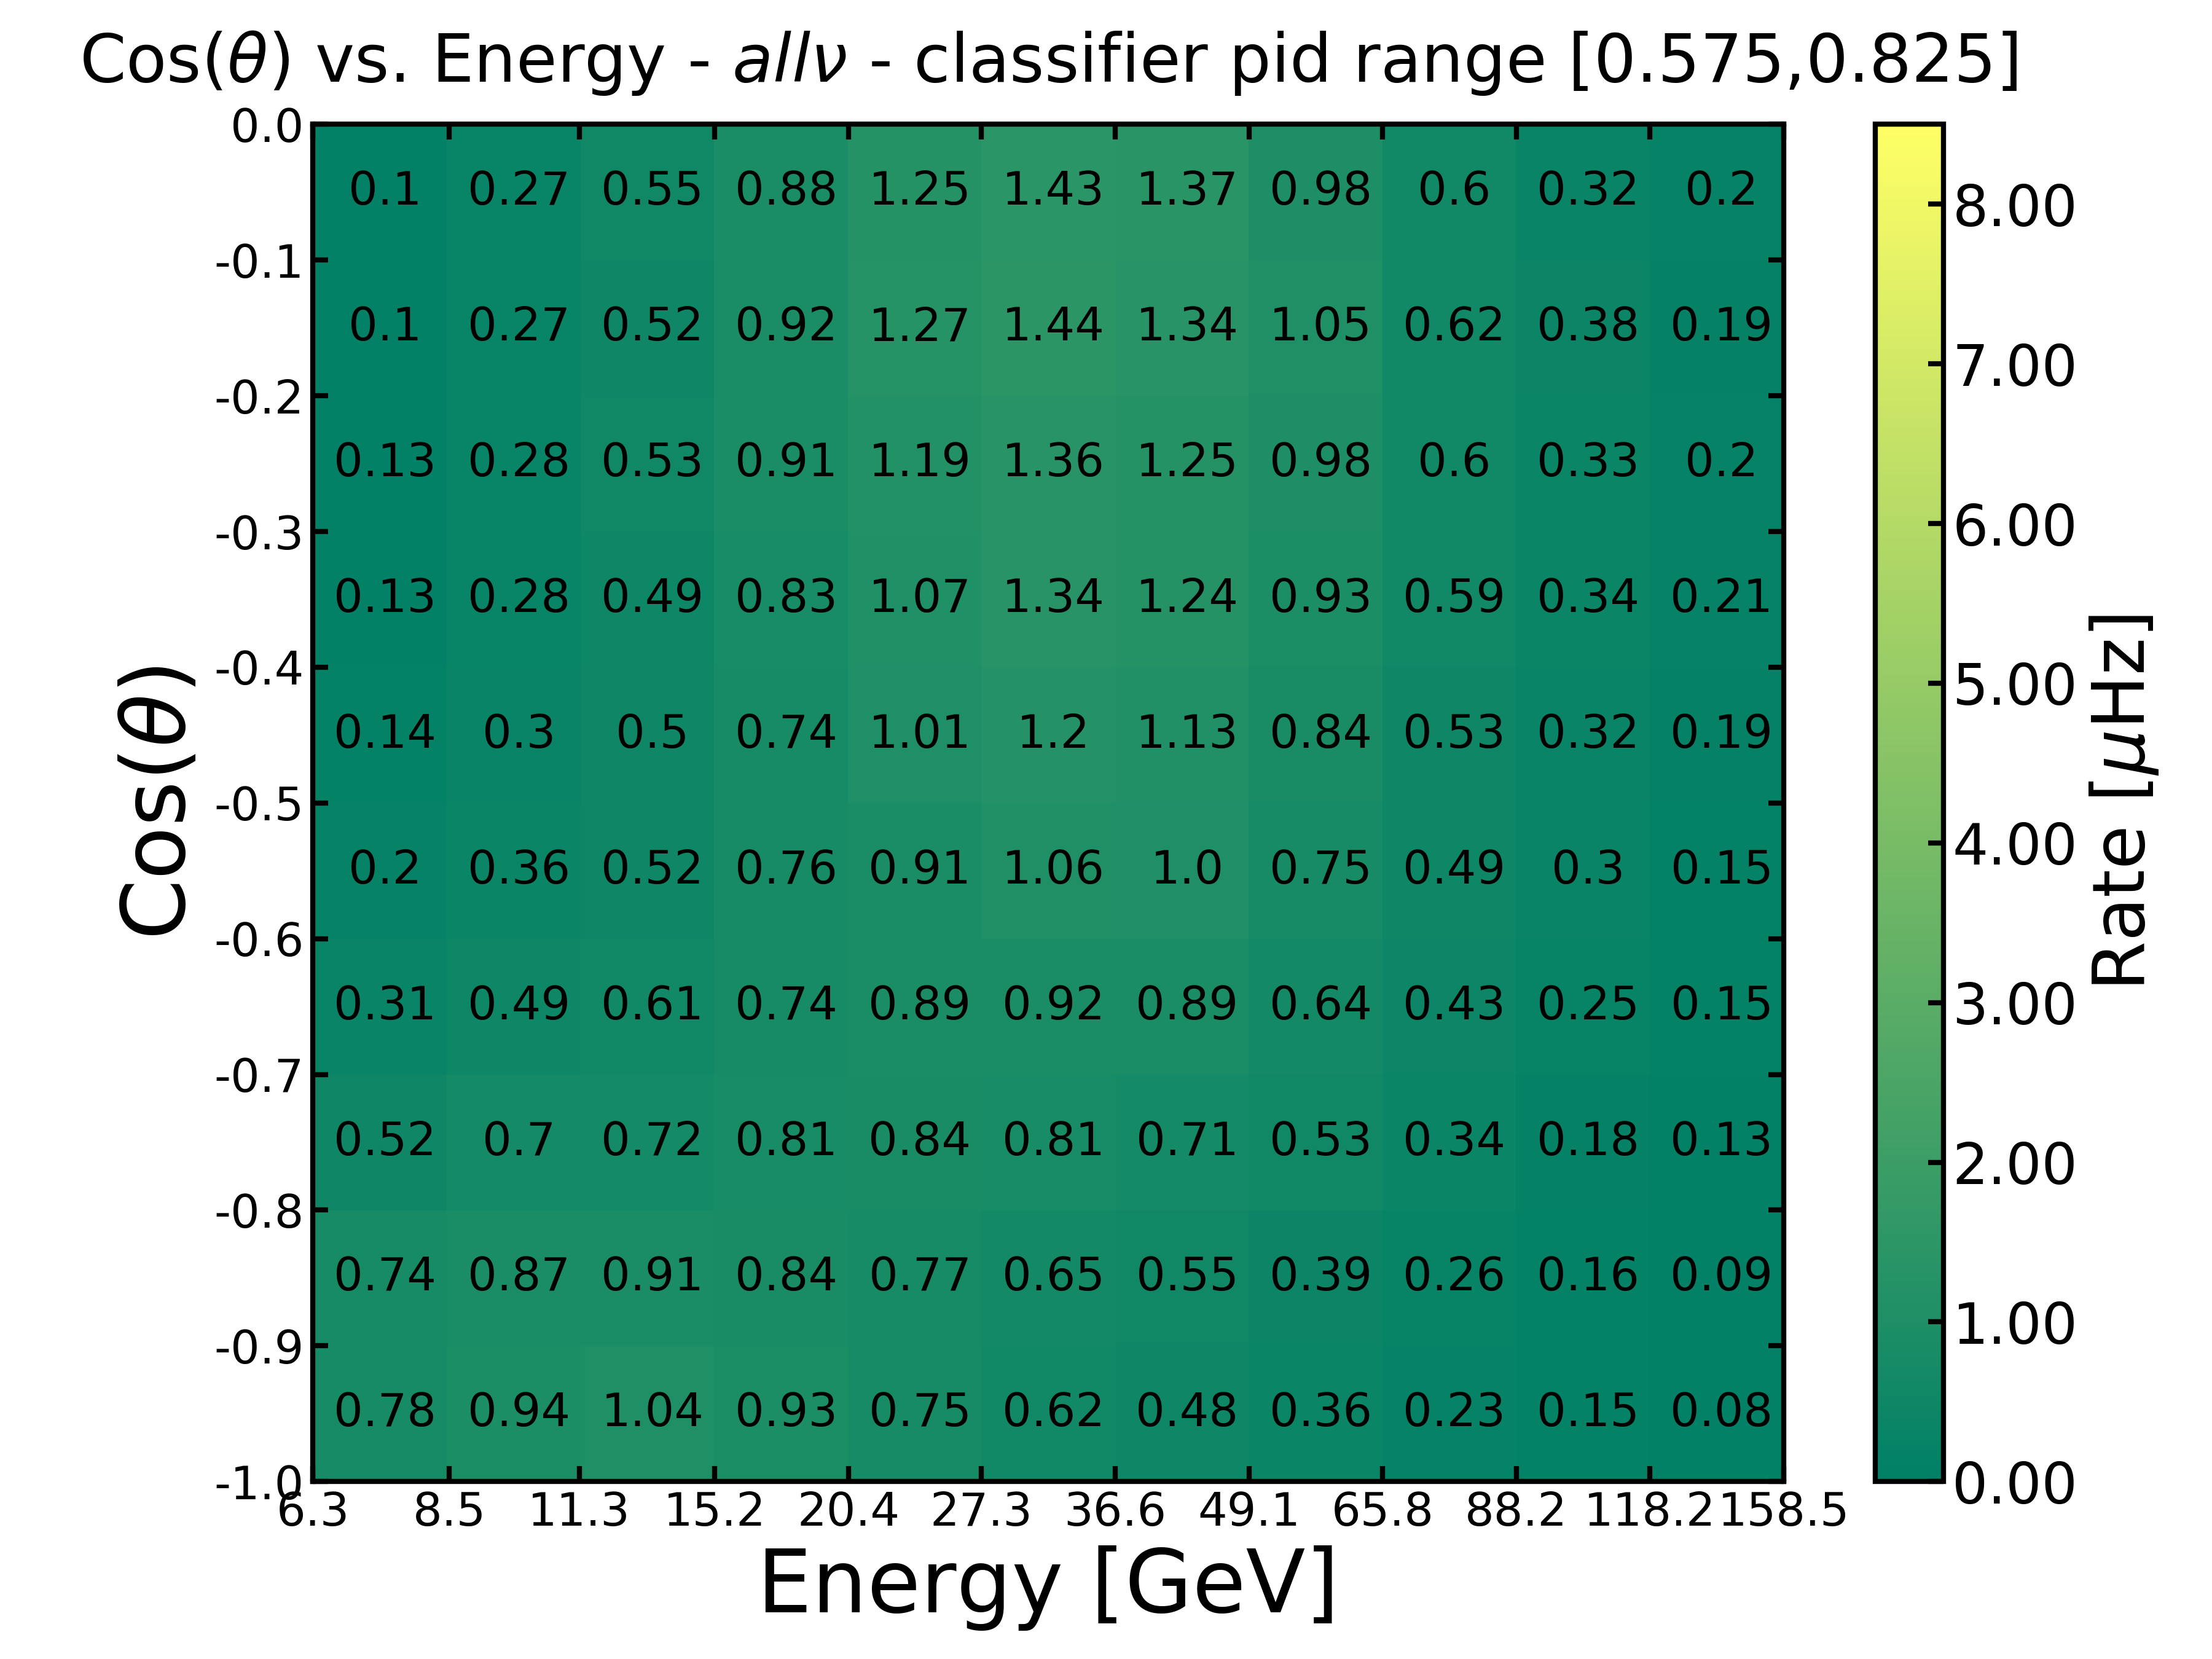 Cos(θ) vs. Energy - allν - classifier pid range [0.575,0.825]
0.0
0.1 0.27 0.55 0.88 1.25 1.43 1.37 0.98 0.6 0.32 0.2
8.00
-0.1
0.1 0.27 0.52 0.92 1.27 1.44 1.34 1.05 0.62 0.38 0.19
7.00
-0.2
0.13 0.28 0.53 0.91 1.19 1.36 1.25 0.98 0.6 0.33 0.2
6.00
-0.3
0.13 0.28 0.49 0.83 1.07 1.34 1.24 0.93 0.59 0.34 0.21
-0.4
5.00
0.14 0.3 0.5 0.74 1.01 1.2 1.13 0.84 0.53 0.32 0.19
-0.5
4.00
0.2 0.36 0.52 0.76 0.91 1.06 1.0 0.75 0.49 0.3 0.15
-0.6
3.00
0.31 0.49 0.61 0.74 0.89 0.92 0.89 0.64 0.43 0.25 0.15
-0.7
0.52 0.7 0.72 0.81 0.84 0.81 0.71 0.53 0.34 0.18 0.13
2.00
-0.8
0.74 0.87 0.91 0.84 0.77 0.65 0.55 0.39 0.26 0.16 0.09
1.00
-0.9
0.78 0.94 1.04 0.93 0.75 0.62 0.48 0.36 0.23 0.15 0.08
-1.0
0.00
6.3 8.5 11.3 15.2 20.4 27.3 36.6 49.1 65.8 88.2 118.2 158.5
Energy [GeV]
Cos(θ)
Rate [μHz]